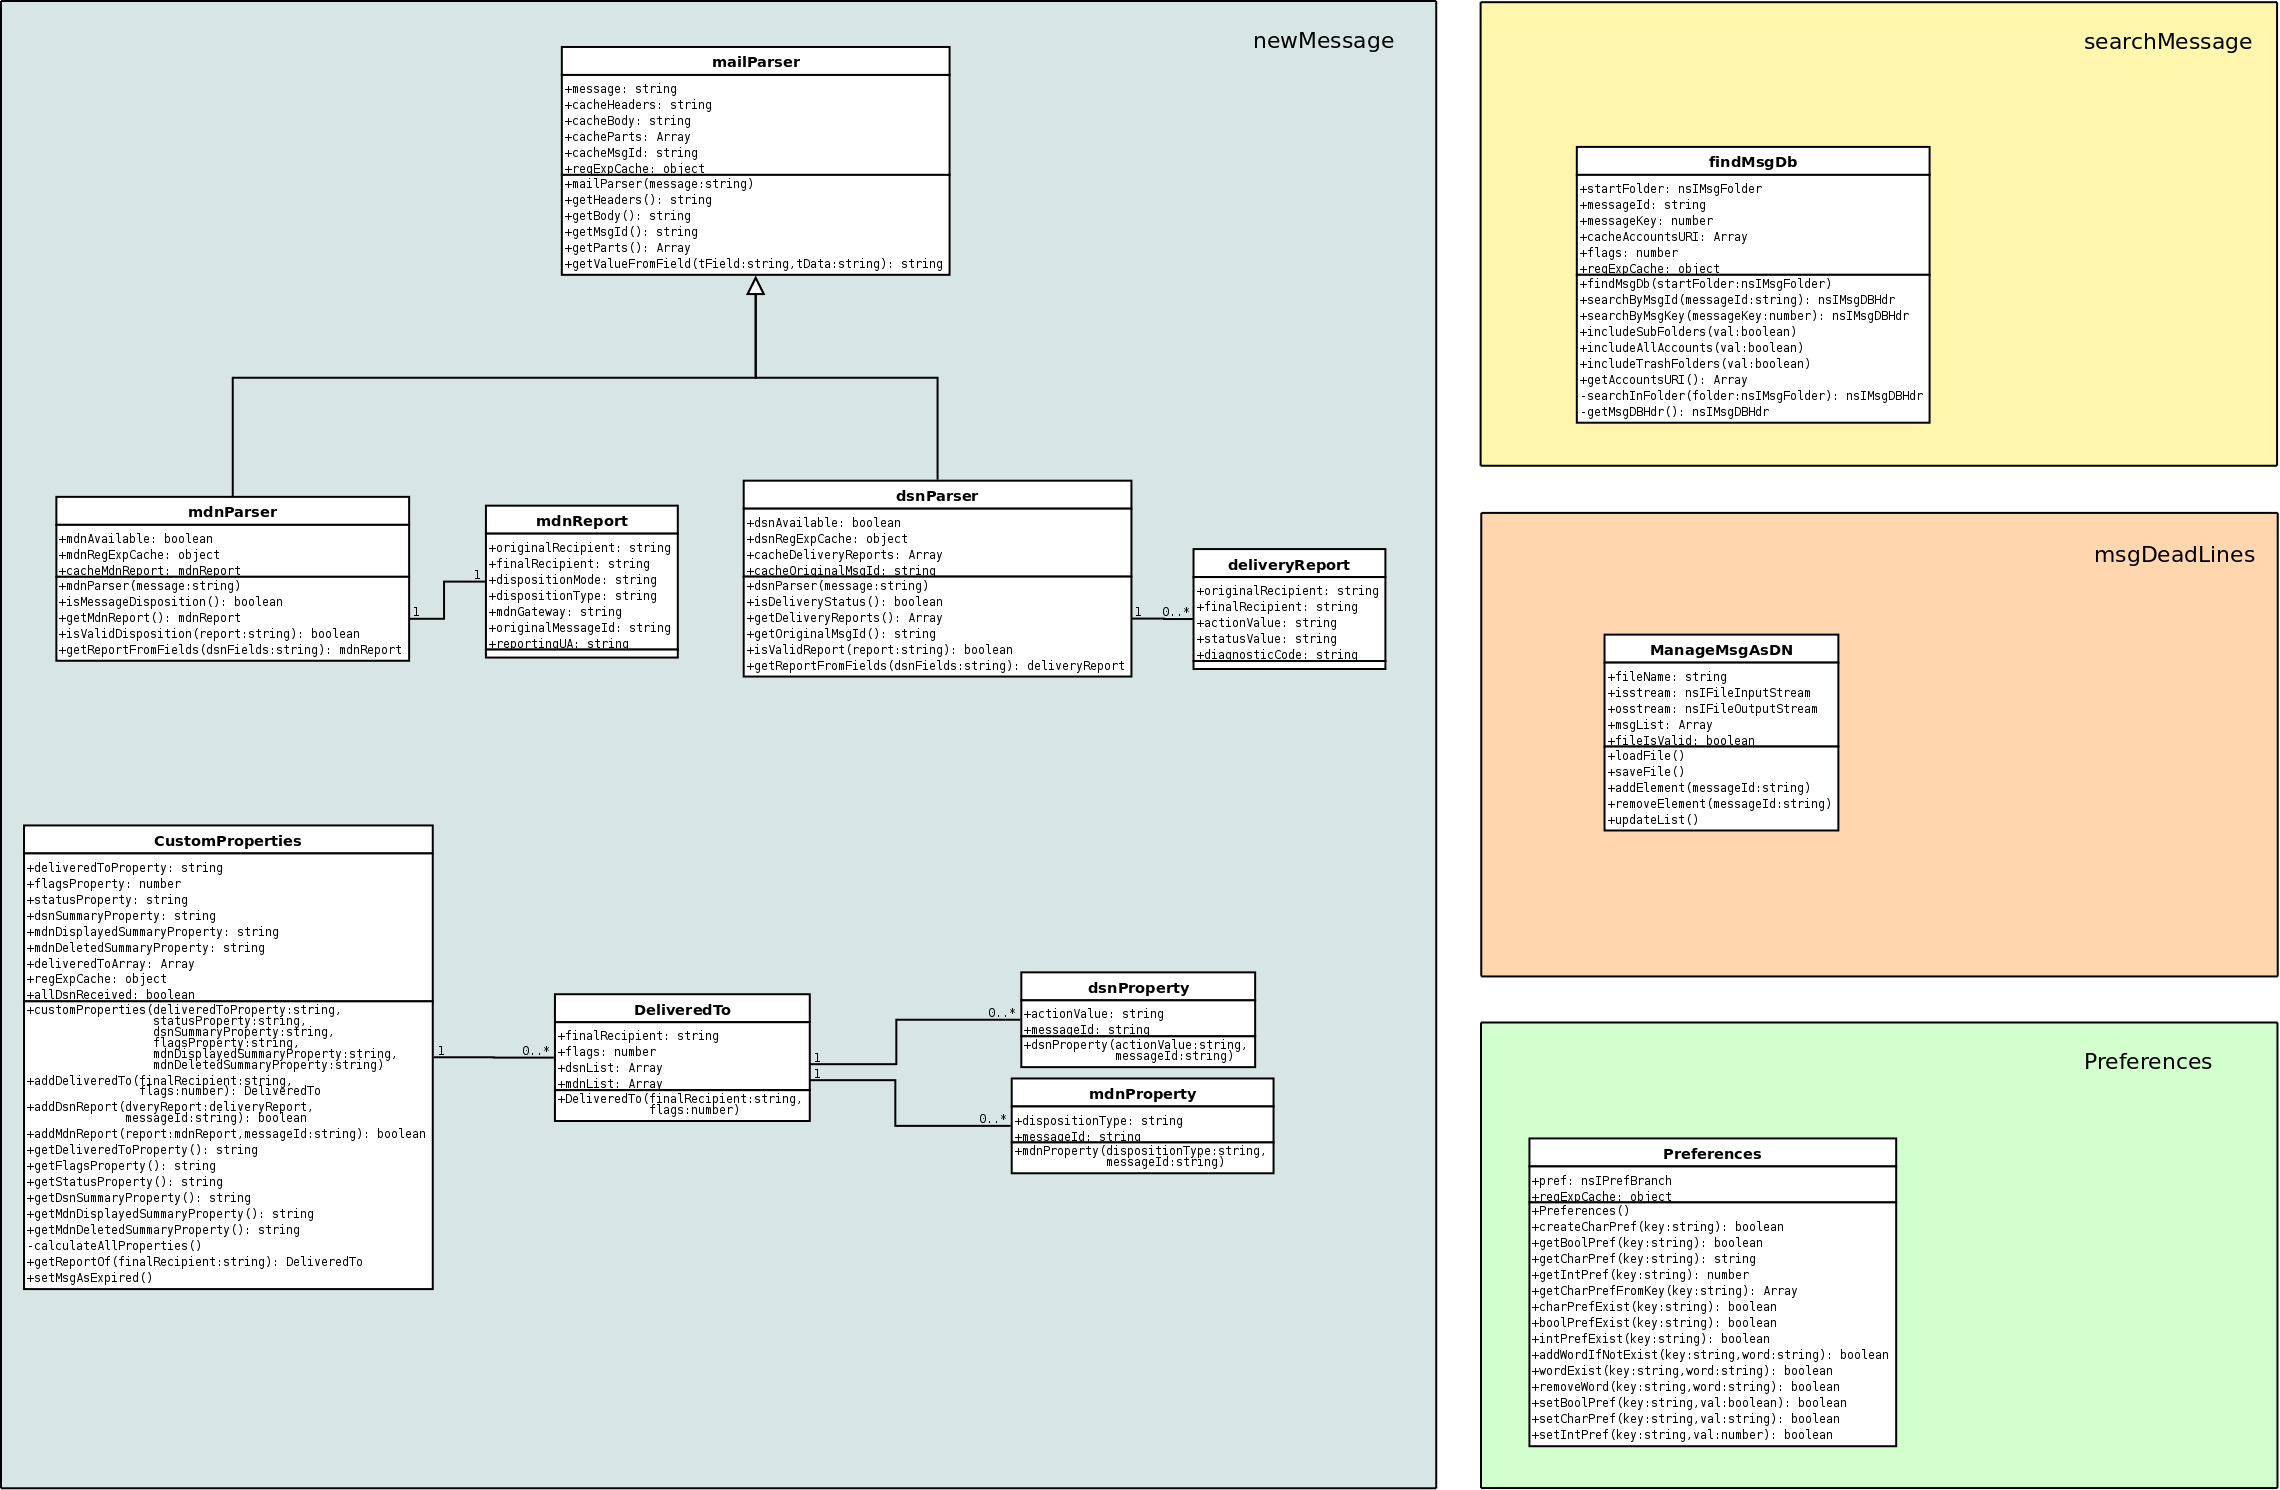 newMessage
mailParser
+message: string
+cacheHeaders: string
+cacheBody: string
+cacheParts: Array
+cacheMsgId: string
+regExpCache: object
+mailParser(message:string)
+getHeaders(): string
+getBody(): string
+getMsgId(): string
+getParts(): Array
+getValueFromField(tField:string,tData:string): string
mdnParser
+mdnAvailable: boolean
+mdnRegExpCache: object
+cacheMdnReport: mdnReport
+mdnParser(message:string)
+isMessageDisposition(): boolean
+getMdnReport(): mdnReport
+isValidDisposition(report:string): boolean
+getReportFromFields(dsnFields:string): mdnReport
1
1
mdnReport
+originalRecipient: string
+finalRecipient: string
+dispositionMode: string
+dispositionType: string
+mdnGateway: string
+originalMessageId: string
+reportingUA: string
dsnParser
+dsnAvailable: boolean
+dsnRegExpCache: object
+cacheDeliveryReports: Array
+cacheOriginalMsgId: string
+dsnParser(message:string)
+isDeliveryStatus(): boolean
+getDeliveryReports(): Array
+getOriginalMsgId(): string
+isValidReport(report:string): boolean
+getReportFromFields(dsnFields:string): deliveryReport
1 0..*
deliveryReport
+originalRecipient: string
+finalRecipient: string
+actionValue: string
+statusValue: string
+diagnosticCode: string
CustomProperties
+deliveredToProperty: string
+flagsProperty: number
+statusProperty: string
+dsnSummaryProperty: string
+mdnDisplayedSummaryProperty: string
+mdnDeletedSummaryProperty: string
+deliveredToArray: Array
+regExpCache: object
+allDsnReceived: boolean
+customProperties(deliveredToProperty:string,
statusProperty:string,
dsnSummaryProperty:string,
flagsProperty:string,
mdnDisplayedSummaryProperty:string,
mdnDeletedSummaryProperty:string)
+addDeliveredTo(finalRecipient:string,
flags:number): DeliveredTo
+addDsnReport(dveryReport:deliveryReport,
messageId:string): boolean
+addMdnReport(report:mdnReport,messageId:string): boolean
+getDeliveredToProperty(): string
+getFlagsProperty(): string
+getStatusProperty(): string
+getDsnSummaryProperty(): string
+getMdnDisplayedSummaryProperty(): string
+getMdnDeletedSummaryProperty(): string
-calculateAllProperties()
+getReportOf(finalRecipient:string): DeliveredTo
+setMsgAsExpired()
1 0..*
DeliveredTo
+finalRecipient: string
+flags: number
+dsnList: Array
+mdnList: Array
+DeliveredTo(finalRecipient:string,
flags:number)
1
1
0..*
0..*
dsnProperty
+actionValue: string
+messageId: string
+dsnProperty(actionValue:string,
messageId:string)
mdnProperty
+dispositionType: string
+messageId: string
+mdnProperty(dispositionType:string,
messageId:string)
searchMessage
findMsgDb
+startFolder: nsIMsgFolder
+messageId: string
+messageKey: number
+cacheAccountsURI: Array
+flags: number
+regExpCache: object
+findMsgDb(startFolder:nsIMsgFolder)
+searchByMsgId(messageId:string): nsIMsgDBHdr
+searchByMsgKey(messageKey:number): nsIMsgDBHdr
+includeSubFolders(val:boolean)
+includeAllAccounts(val:boolean)
+includeTrashFolders(val:boolean)
+getAccountsURI(): Array
-searchInFolder(folder:nsIMsgFolder): nsIMsgDBHdr
-getMsgDBHdr(): nsIMsgDBHdr
msgDeadLines
ManageMsgAsDN
+fileName: string
+isstream: nsIFileInputStream
+osstream: nsIFileOutputStream
+msgList: Array
+fileIsValid: boolean
+loadFile()
+saveFile()
+addElement(messageId:string)
+removeElement(messageId:string)
+updateList()
Preferences
Preferences
+pref: nsIPrefBranch
+regExpCache: object
+Preferences()
+createCharPref(key:string): boolean
+getBoolPref(key:string): boolean
+getCharPref(key:string): string
+getIntPref(key:string): number
+getCharPrefFromKey(key:string): Array
+charPrefExist(key:string): boolean
+boolPrefExist(key:string): boolean
+intPrefExist(key:string): boolean
+addWordIfNotExist(key:string,word:string): boolean
+wordExist(key:string,word:string): boolean
+removeWord(key:string,word:string): boolean
+setBoolPref(key:string,val:boolean): boolean
+setCharPref(key:string,val:string): boolean
+setIntPref(key:string,val:number): boolean